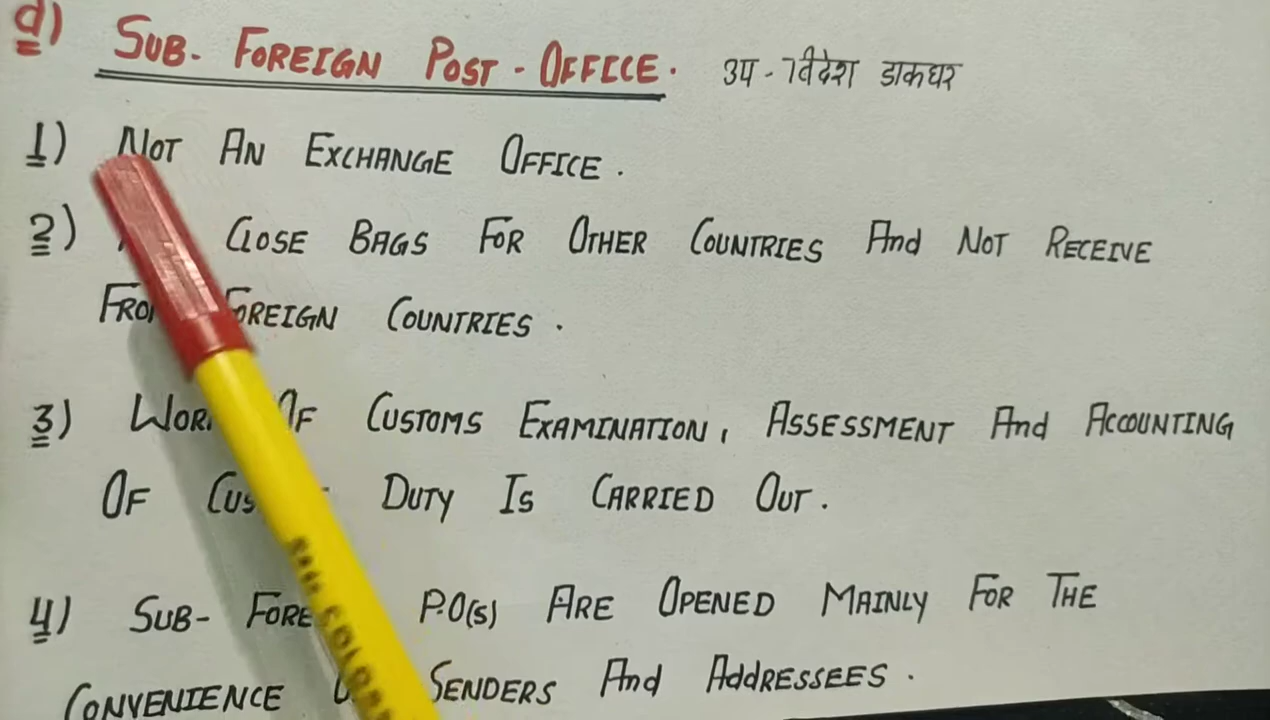 d) SUB-FOREIGN POST-OFFICE. उप-विदेश डाकघर
1) NOT AN EXCHANGE OFFICE.
2) CLOSE BAGS FOR OTHER COUNTRIES And NOT RECEIVE
FOREIGN COUNTRIES.
3) OF CUSTOMS EXAMINATION, ASSESSMENT And ACCOUNTING
OF DUTY IS CARRIED OUT.
4) SUB- P.O(s) ARE OPENED MAINLY FOR THE
CONVENIENCE SENDERS And AddRESSEES.